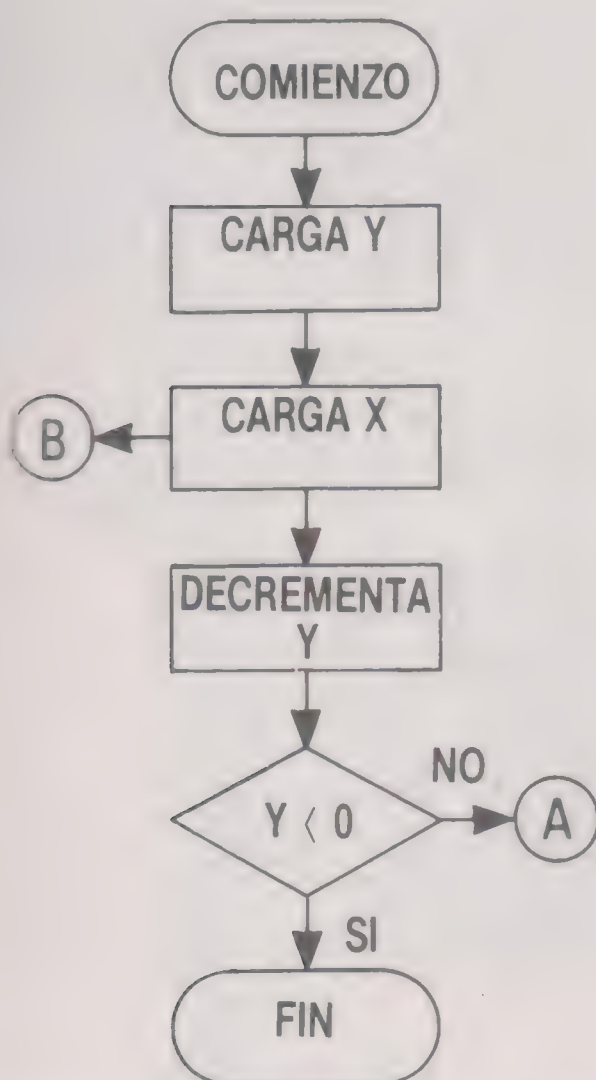 COMIENZO
CARGA Y
CARGA X
B
DECREMENTA
Y
NO
Y < 0
A
SI
FIN